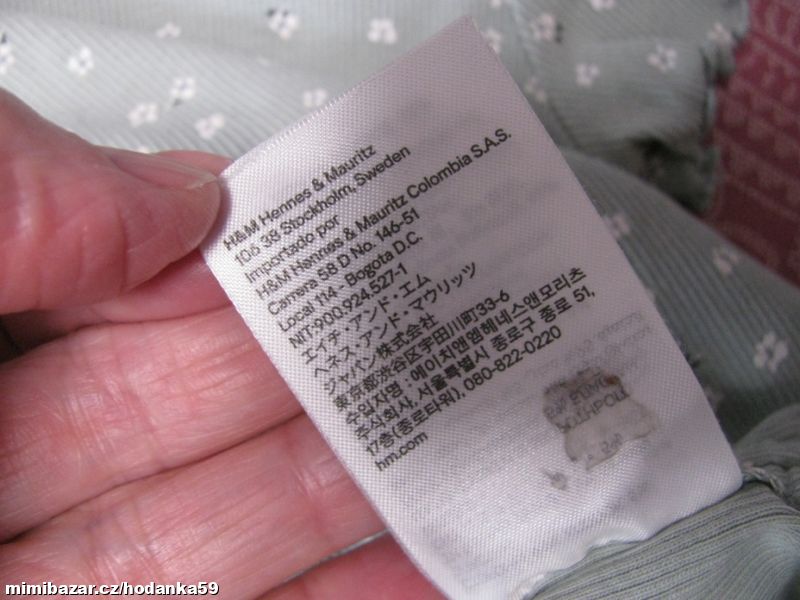 H&M Hennes & Mauritz
106 38 Stockholm, Sweden
Importado por
H&M Hennes & Mauritz Colombia S.A.S.
Carrera 58 D No. 146-51
Local 114 - Bogota D.C.
NIT-900.924.527-1
エイチ・アンド・エム
ヘネス・アンド・マウリッツ
ジャパン株式会社
東京都渋谷区宇田川町33-6
수입자명 : 에이치앤엠헤네스앤모리츠
주식회사, 서울특별시 종로구 종로 51,
17층(종로타워), 080-822-0220
hm.com
mimibazar.cz/hodanka59